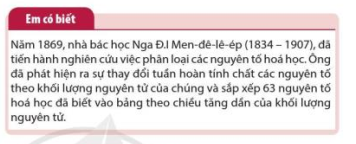 Em có biết
Năm 1869, nhà bác học Nga Đ.I Men-đê-lê-ép (1834 – 1907), đã
tiến hành nghiên cứu việc phân loại các nguyên tố hoá học. Ông
đã phát hiện ra sự thay đổi tuần hoàn tính chất các nguyên tố
theo khối lượng nguyên tử của chúng và sắp xếp 63 nguyên tố
hoá học đã biết vào bảng theo chiều tăng dần của khối lượng
nguyên tử.